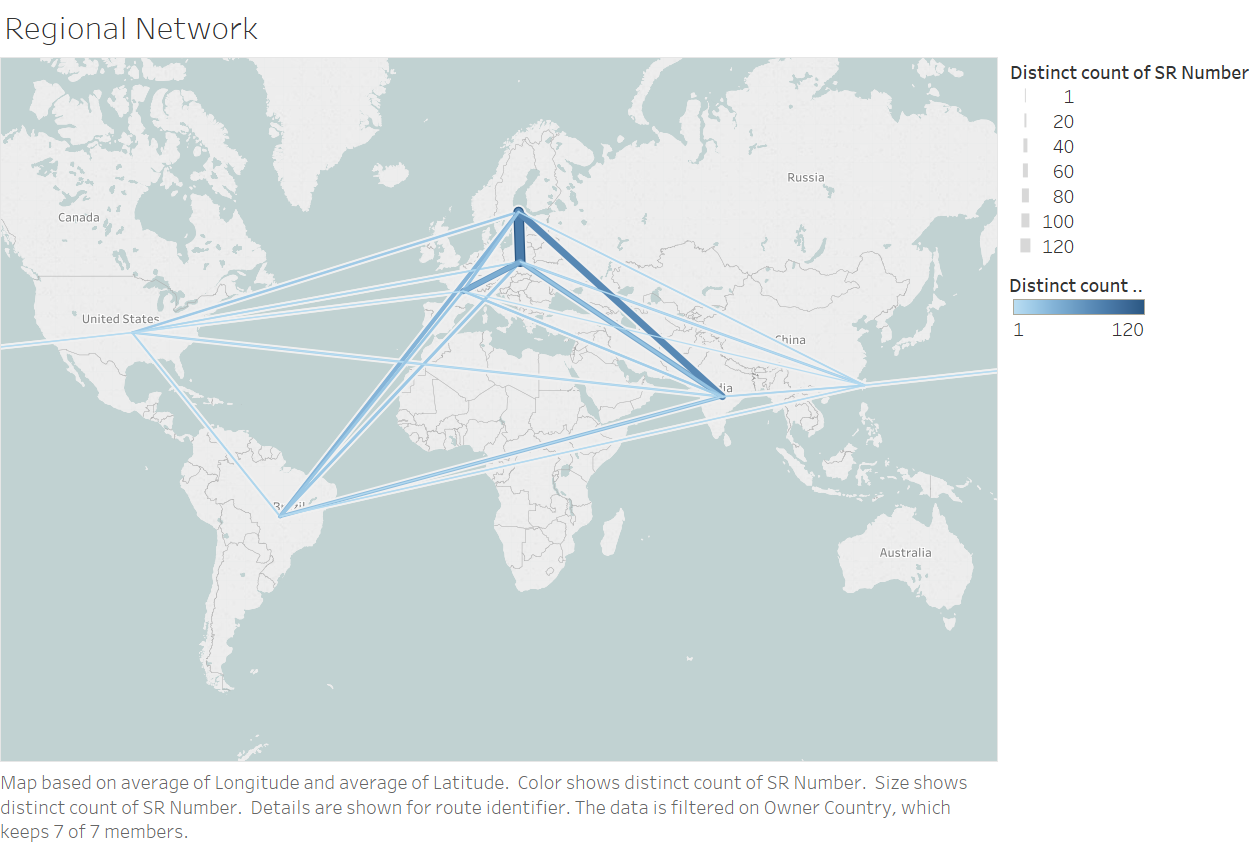 Regional Network
Distinct count of SR Number
1
20
40
60
80
100
120
Distinct count ..
1 120
Russia
Canada
United States
China
Australia
Map based on average of Longitude and average of Latitude. Color shows distinct count of SR Number. Size shows
distinct count of SR Number. Details are shown for route identifier. The data is filtered on Owner Country, which
keeps 7 of 7 members.